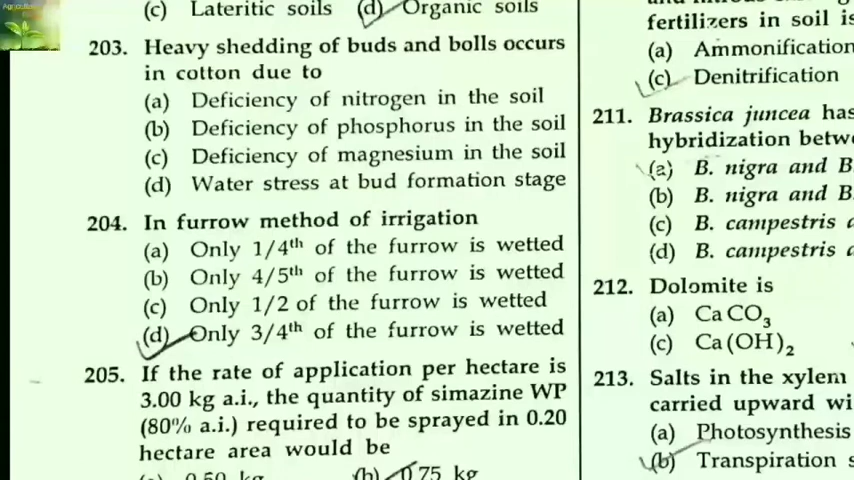 (c) Lateritic soils (d) Organic soils
203. Heavy shedding of buds and bolls occurs
in cotton due to
(a) Deficiency of nitrogen in the soil
(b) Deficiency of phosphorus in the soil
(c) Deficiency of magnesium in the soil
(d) Water stress at bud formation stage
204. In furrow method of irrigation
(a) Only 1/4th of the furrow is wetted
(b) Only 4/5th of the furrow is wetted
(c) Only 1/2 of the furrow is wetted
(d) Only 3/4th of the furrow is wetted
205. If the rate of application per hectare is
3.00 kg a.i., the quantity of simazine WP
(80% a.i.) required to be sprayed in 0.20
hectare area would be
(a) 0.50 kg (b) 0.75 kg
fertilizers in soil is
(a) Ammonification
(c) Denitrification
211. Brassica juncea has
hybridization betw
(a) B. nigra and B.
(b) B. nigra and B.
(c) B. campestris a
(d) B. campestris a
212. Dolomite is
(a) CaCO3
(c) Ca(OH)2
213. Salts in the xylem
carried upward wi
(a) Photosynthesis
(b) Transpiration s